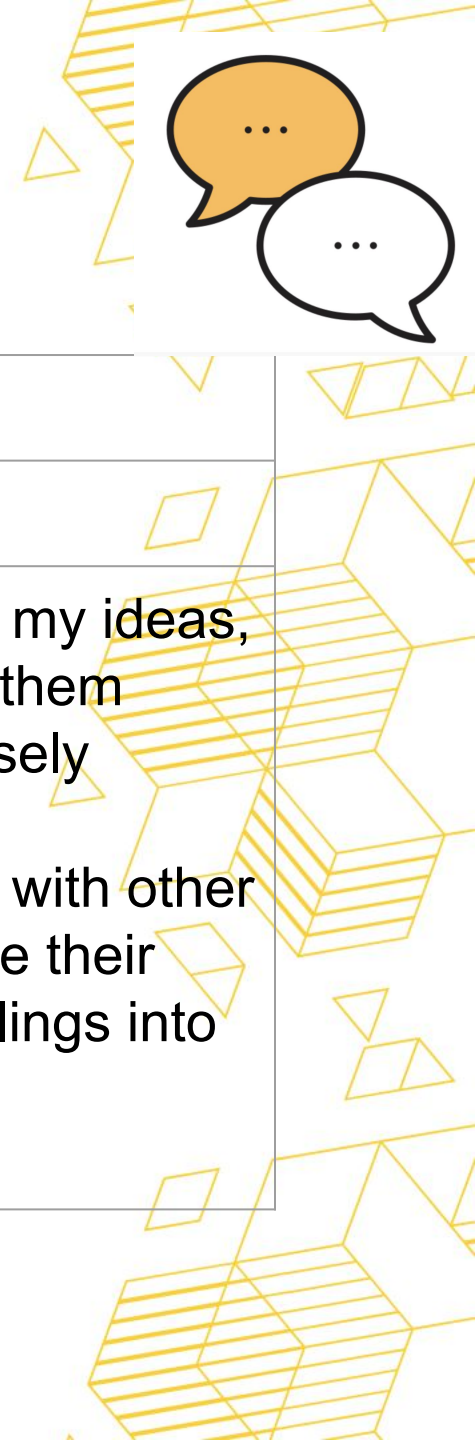 my ideas,
them
sely
with other
e their
lings into